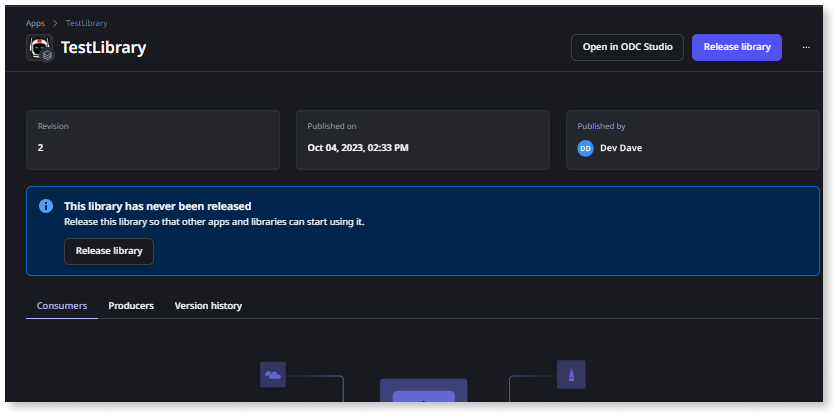 Apps > TestLibrary
TestLibrary
Open in ODC Studio
Release library
...
Revision
2
Published on
Oct 04, 2023, 02:33 PM
Published by
DD Dev Dave
This library has never been released
Release this library so that other apps and libraries can start using it.
Release library
Consumers Producers Version history